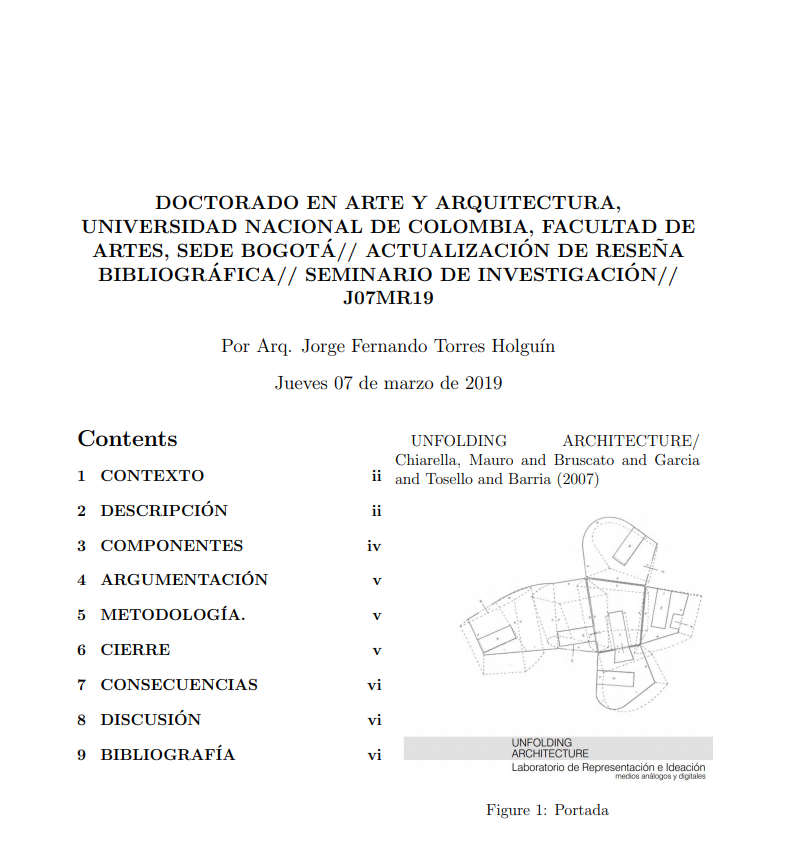 DOCTORADO EN ARTE Y ARQUITECTURA,
UNIVERSIDAD NACIONAL DE COLOMBIA, FACULTAD DE
ARTES, SEDE BOGOTÁ// ACTUALIZACIÓN DE RESEÑA
BIBLIOGRÁFICA// SEMINARIO DE INVESTIGACIÓN//
J07MR19
Por Arq. Jorge Fernando Torres Holguín
Jueves 07 de marzo de 2019
Contents
1 CONTEXTO ii
2 DESCRIPCIÓN ii
3 COMPONENTES iv
4 ARGUMENTACIÓN v
5 METODOLOGÍA. v
6 CIERRE v
7 CONSECUENCIAS vi
8 DISCUSIÓN vi
9 BIBLIOGRAFÍA vi
UNFOLDING ARCHITECTURE/
Chiarella, Mauro and Bruscato and Garcia
and Tosello and Barria (2007)
UNFOLDING
ARCHITECTURE
Laboratorio de Representación e Ideación
medios análogos y digitales
Figure 1: Portada